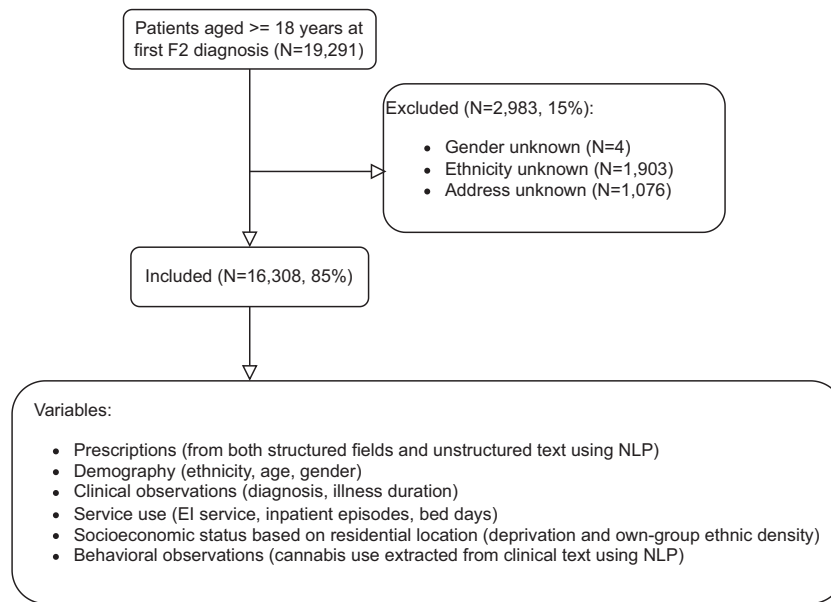 Patients aged >= 18 years at
first F2 diagnosis (N=19,291)
Excluded (N=2,983, 15%):
• Gender unknown (N=4)
• Ethnicity unknown (N=1,903)
• Address unknown (N=1,076)
Included (N=16,308, 85%)
Variables:
• Prescriptions (from both structured fields and unstructured text using NLP)
• Demography (ethnicity, age, gender)
• Clinical observations (diagnosis, illness duration)
• Service use (EI service, inpatient episodes, bed days)
• Socioeconomic status based on residential location (deprivation and own-group ethnic density)
• Behavioral observations (cannabis use extracted from clinical text using NLP)